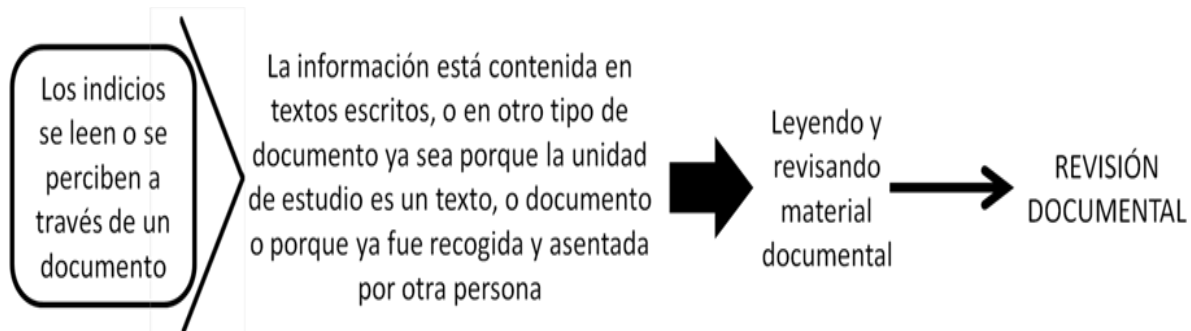 Los indicios
se leen o se
perciben a
través de un
documento
La información está contenida en
textos escritos, o en otro tipo de
documento ya sea porque la unidad
de estudio es un texto, o documento
o porque ya fue recogida y asentada
por otra persona
Leyendo y
revisando
material
documental
REVISIÓN
DOCUMENTAL